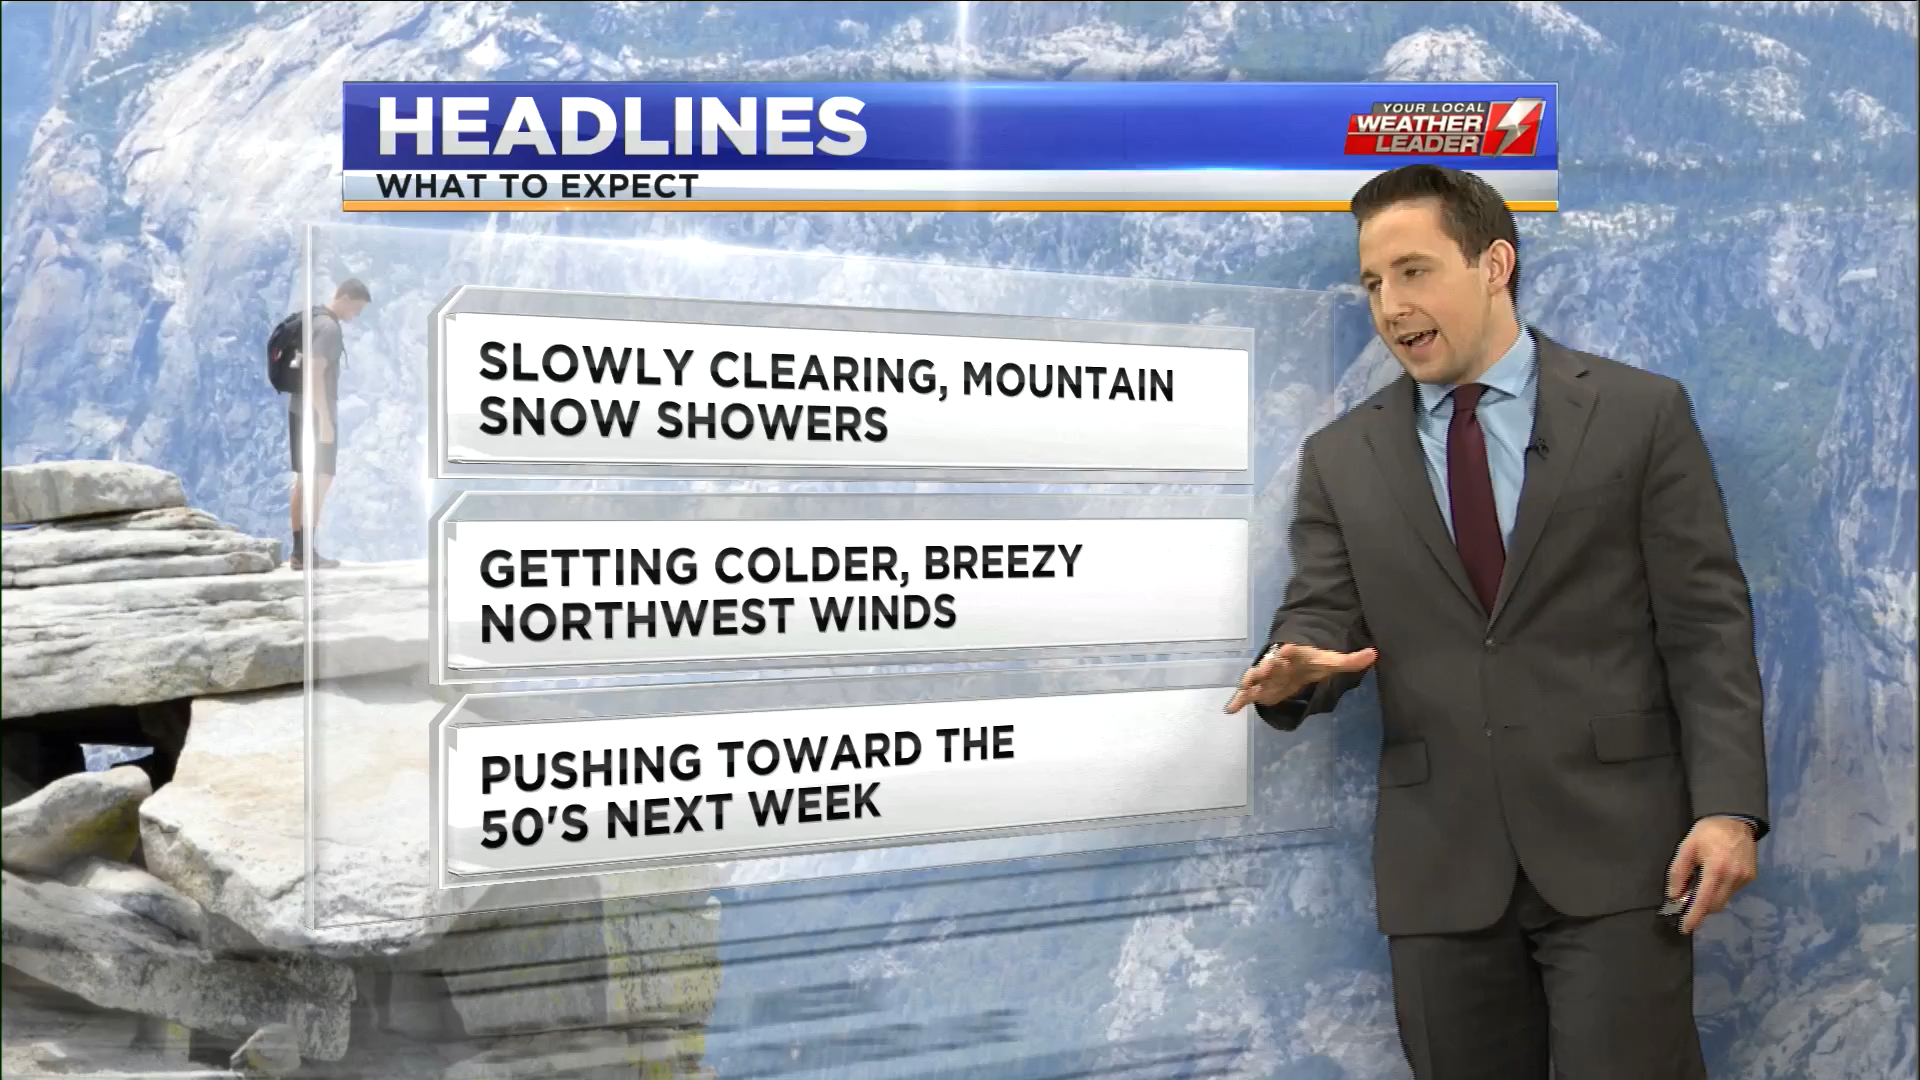 HEADLINES
YOUR LOCAL
WEATHER
LEADER
WHAT TO EXPECT
SLOWLY CLEARING, MOUNTAIN
SNOW SHOWERS
GETTING COLDER, BREEZY
NORTHWEST WINDS
PUSHING TOWARD THE
50'S NEXT WEEK